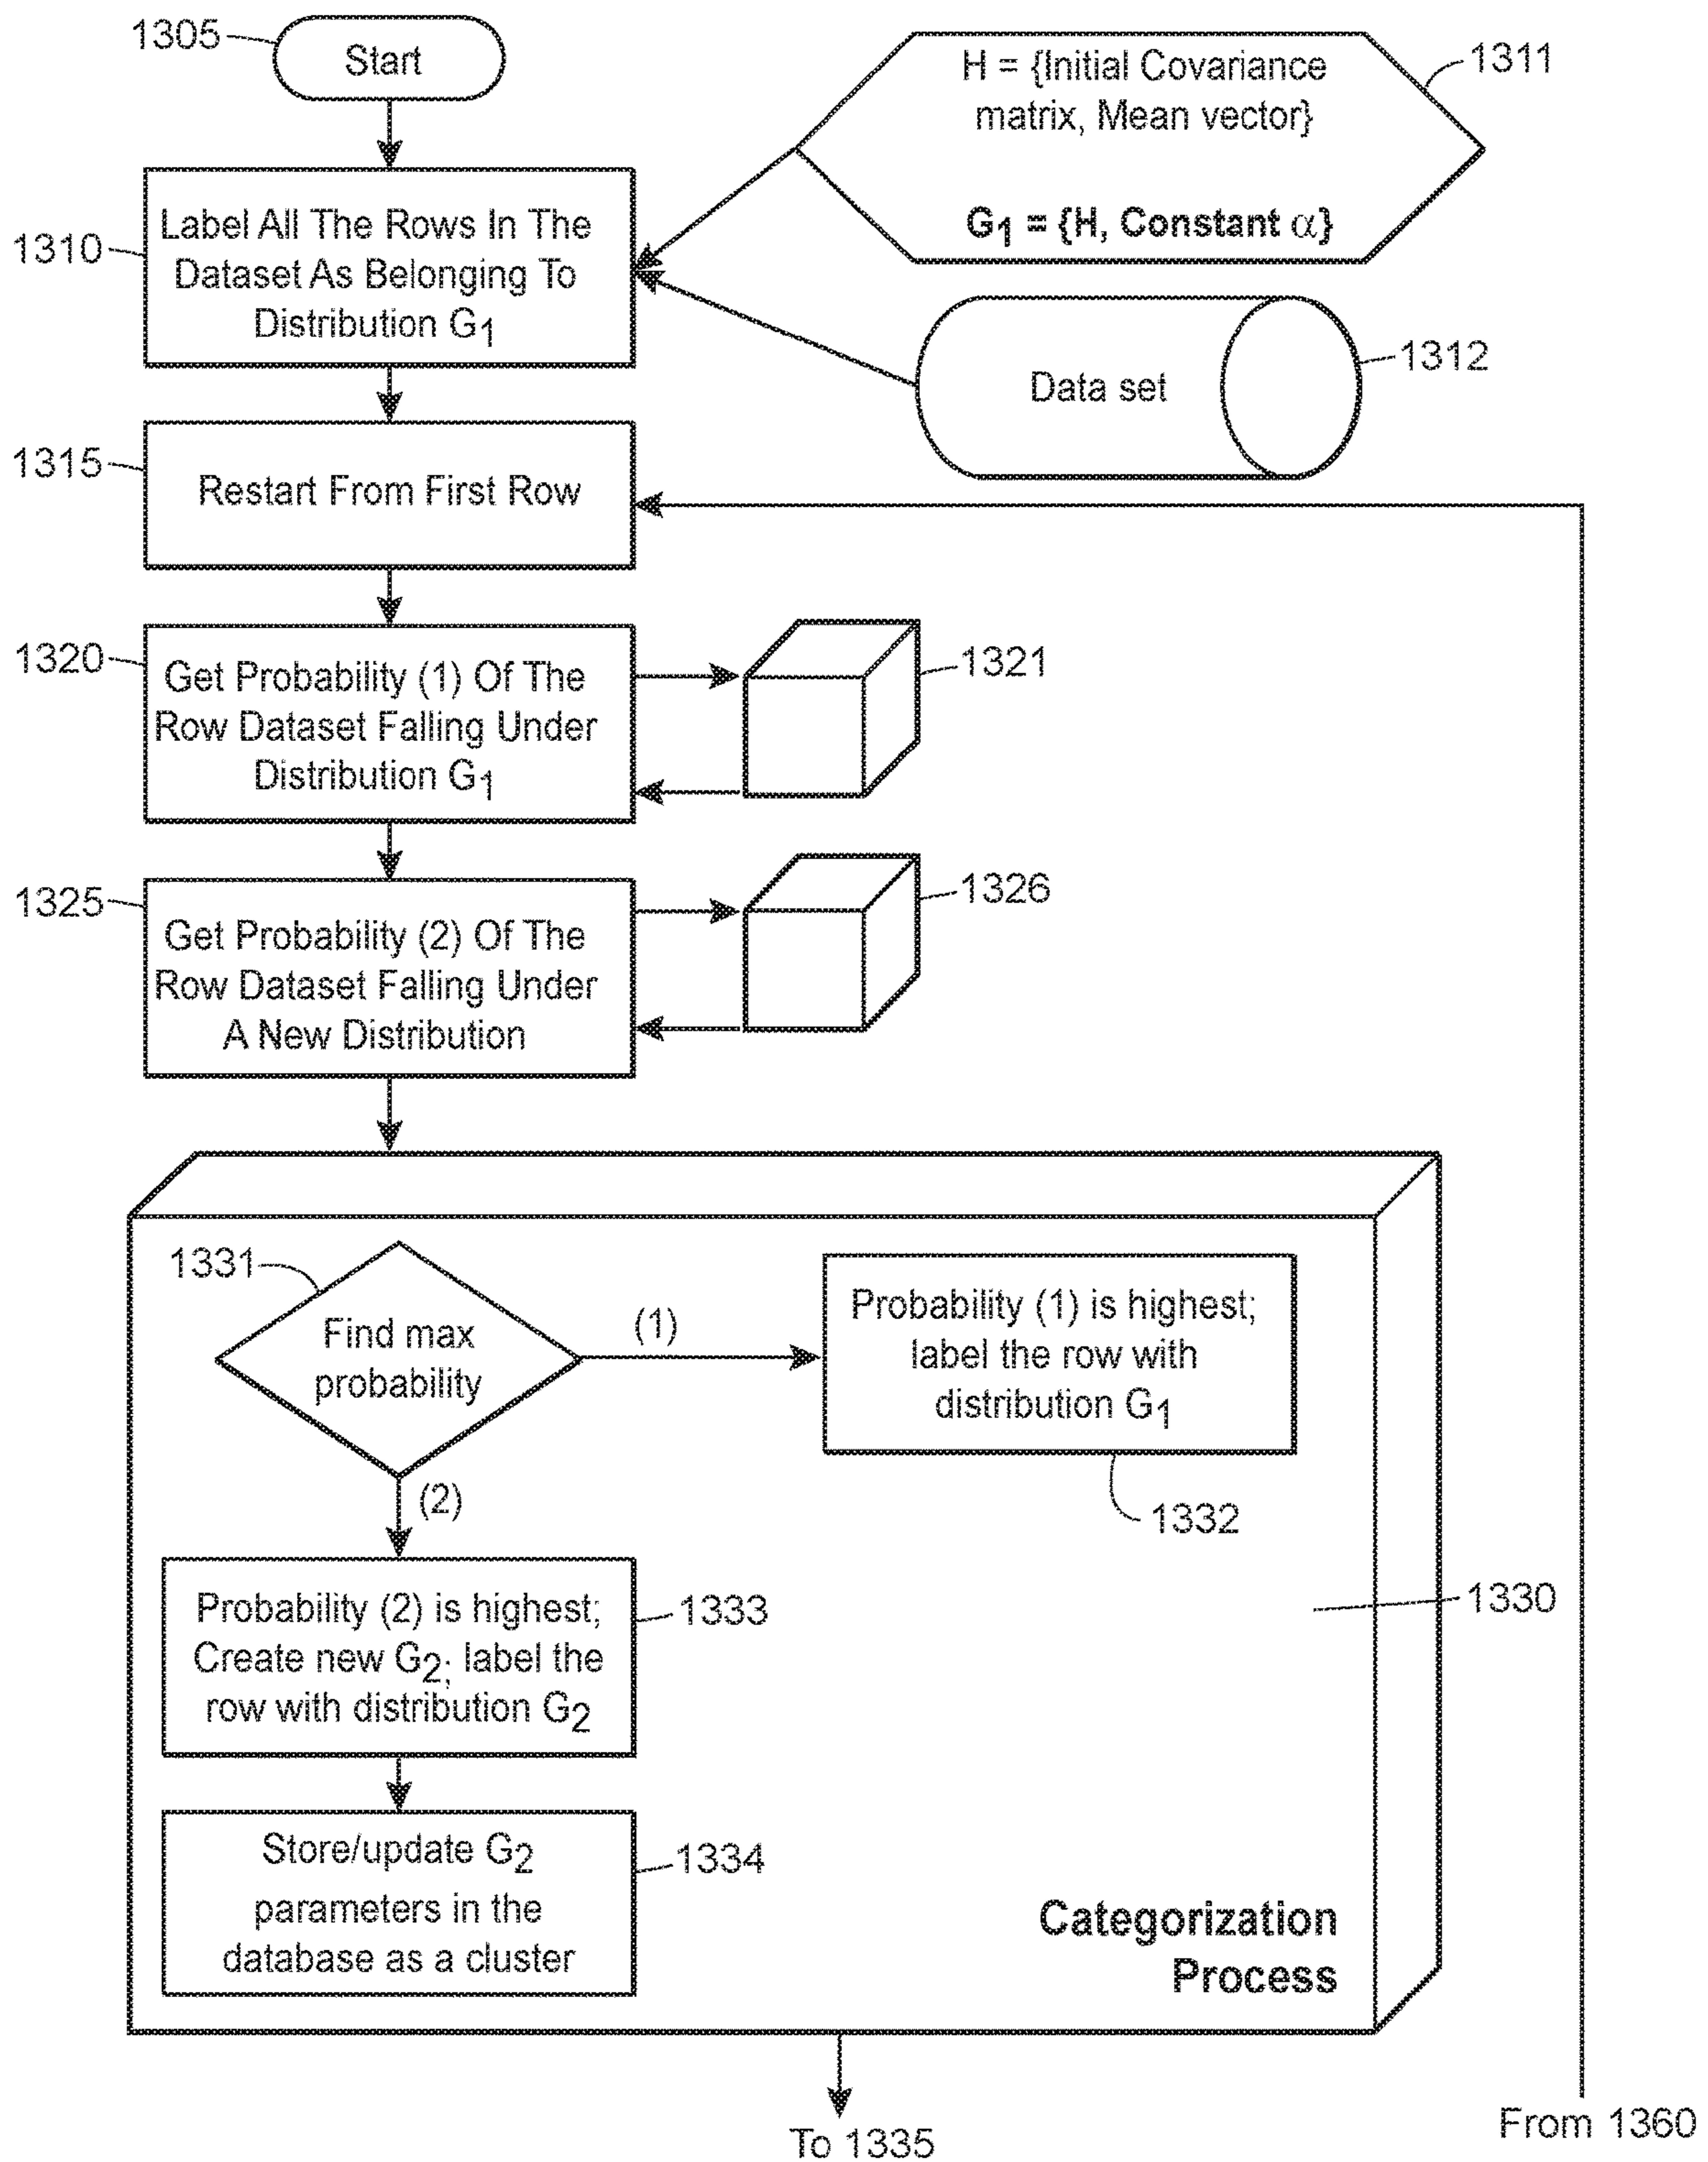 1305
Start
H = {Initial Covariance
matrix, Mean vector}
G1 = {H, Constant α}
1311
1310
Label All The Rows In The
Dataset As Belonging To
Distribution G1
Data set
1312
1315
Restart From First Row
1320
Get Probability (1) Of The
Row Dataset Falling Under
Distribution G1
1321
1325
Get Probability (2) Of The
Row Dataset Falling Under
A New Distribution
1326
1331
Find max
probability
(1)
Probability (1) is highest;
label the row with
distribution G1
1332
(2)
Probability (2) is highest;
Create new G2; label the
row with distribution G2
1333
1330
Store/update G2
parameters in the
database as a cluster
1334
Categorization
Process
To 1335
From 1360